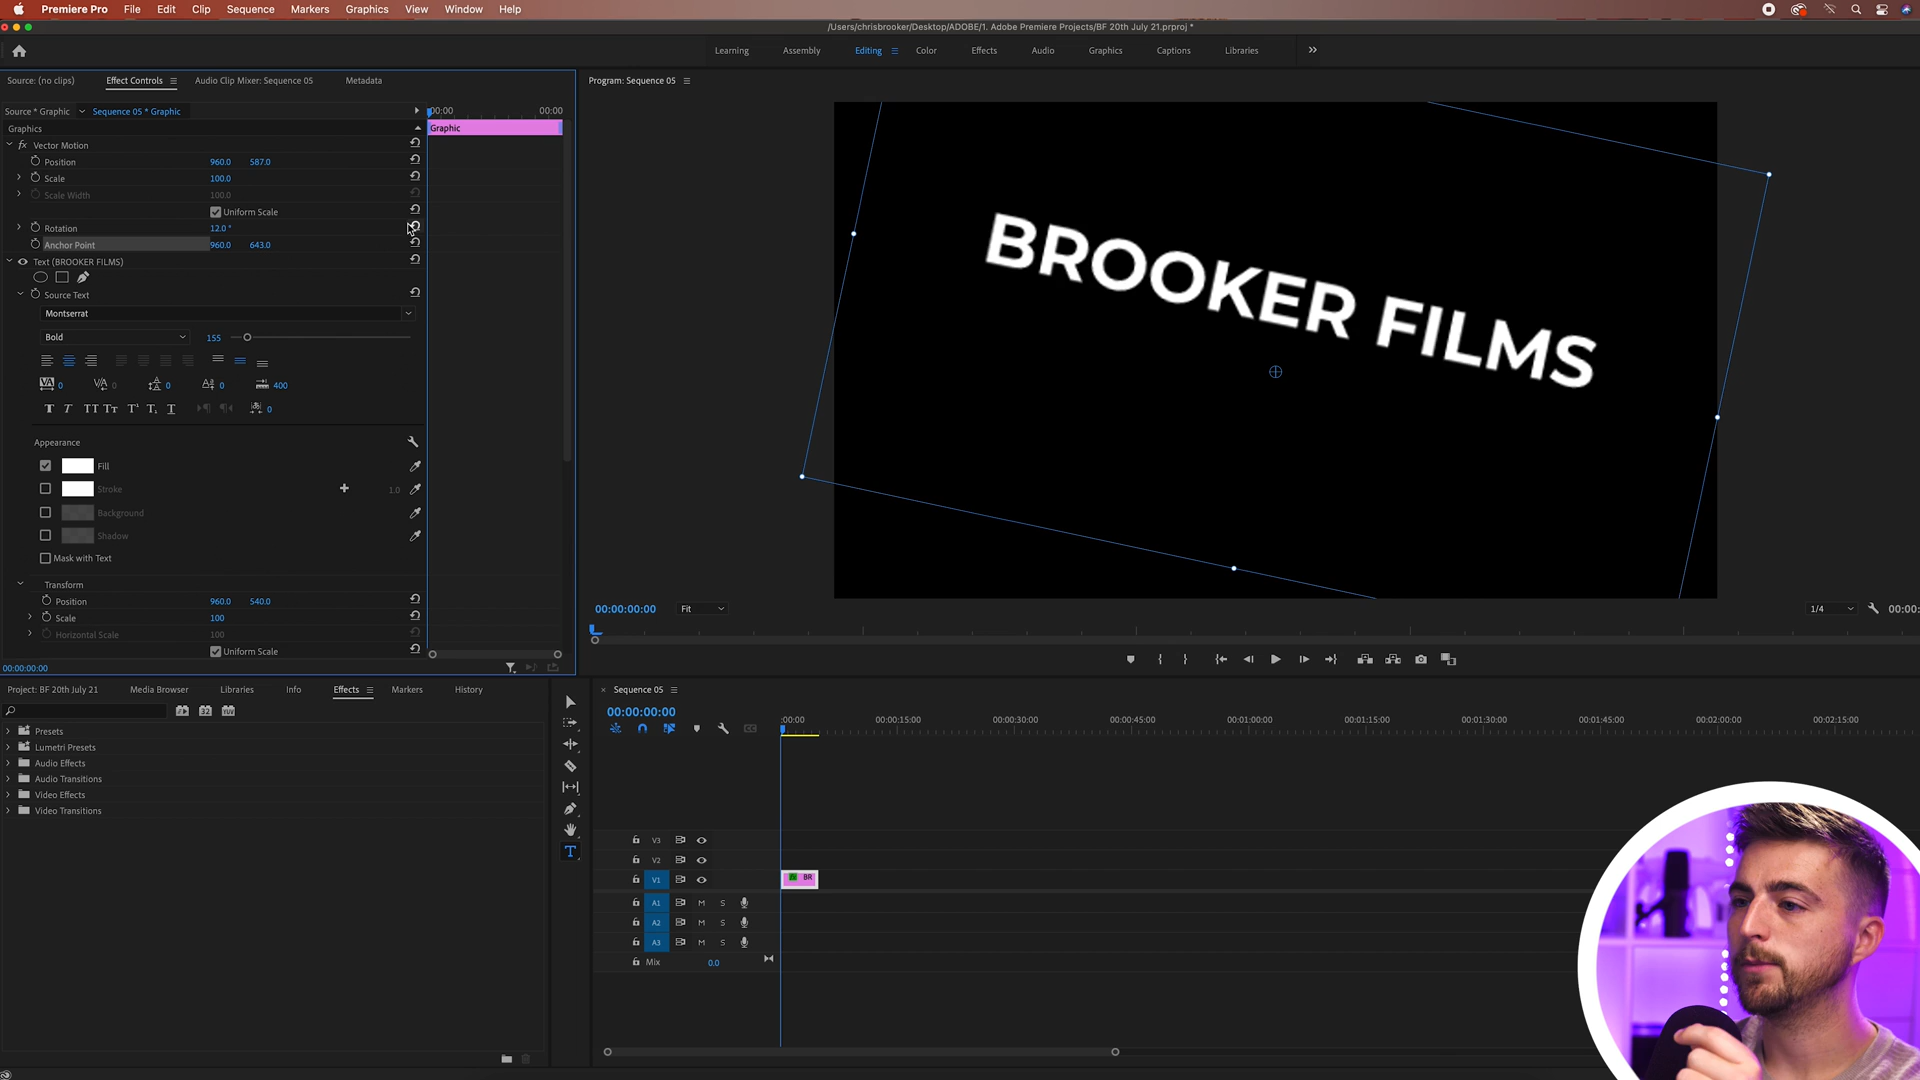 Premiere Pro File Edit Clip Sequence Markers Graphics View Window Help
/Users/chrisbrooker/Desktop/ADOBE/1. Adobe Premiere Projects/BF 20th July 21.prproj *
Learning Assembly Editing Color Effects Audio Graphics Captions Libraries
Source: (no clips) Effect Controls Audio Clip Mixer: Sequence 05 Metadata
Program: Sequence 05
Source * Graphic Sequence 05 * Graphic :00:00 00:00
Graphics Graphic
Vector Motion
Position 960.0 587.0
Scale 100.0
Scale Width 100.0
Uniform Scale
Rotation 12.0 °
Anchor Point 960.0 643.0
Text (BROOKER FILMS)
Source Text
Montserrat
Bold 155
0 0 0 0 400
0
Appearance
Fill
Stroke 1.0
Background
Shadow
Mask with Text
Transform
Position 960.0 540.0
Scale 100
Horizontal Scale 100
Uniform Scale
00:00:00:00
BROOKER FILMS
00:00:00:00 Fit 1/4 00:00:
Project: BF 20th July 21 Media Browser Libraries Info Effects Markers History
Presets
Lumetri Presets
Audio Effects
Audio Transitions
Video Effects
Video Transitions
Sequence 05
00:00:00:00
:00:00 00:00:15:00 00:00:30:00 00:00:45:00 00:01:00:00 00:01:15:00 00:01:30:00 00:01:45:00 00:02:00:00 00:02:15:00
V3
V2
V1 BR
A1 M S
A2 M S
A3 M S
Mix 0.0